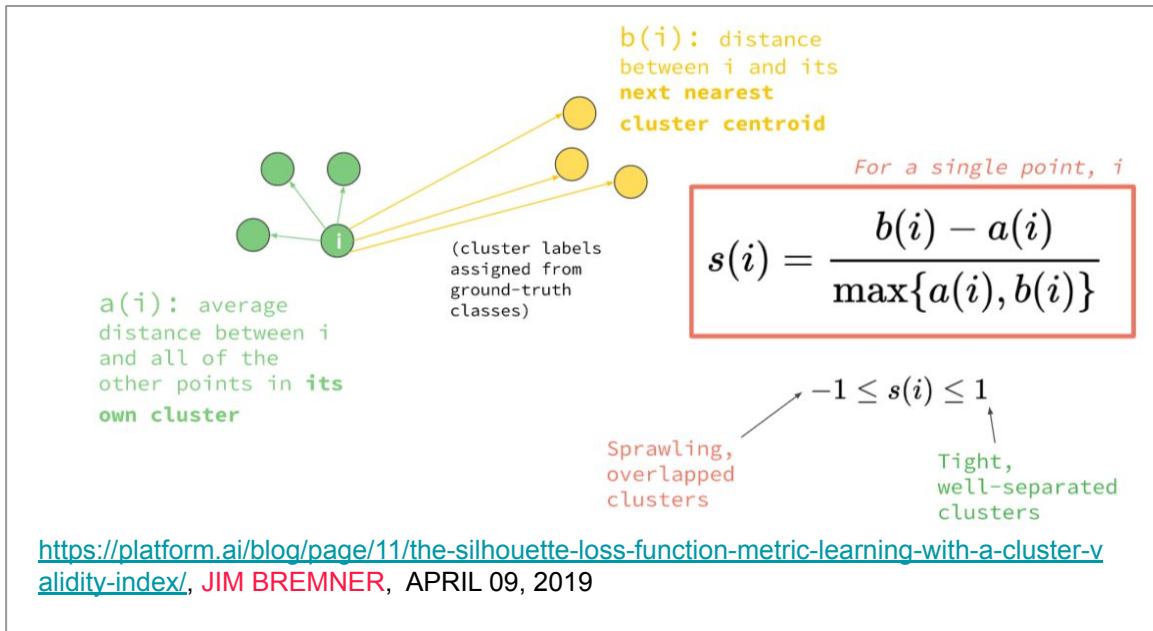 b(i): distance
between i and its
next nearest
cluster centroid
For a single point, i
i
(cluster labels
assigned from
ground-truth
classes)
s(i) = b(i) − a(i) / max{a(i), b(i)}
a(i): average
distance between i
and all of the
other points in its
own cluster
−1 ≤ s(i) ≤ 1
Sprawling,
overlapped
clusters
Tight,
well-separated
clusters
https://platform.ai/blog/page/11/the-silhouette-loss-function-metric-learning-with-a-cluster-v
alidity-index/, JIM BREMNER, APRIL 09, 2019